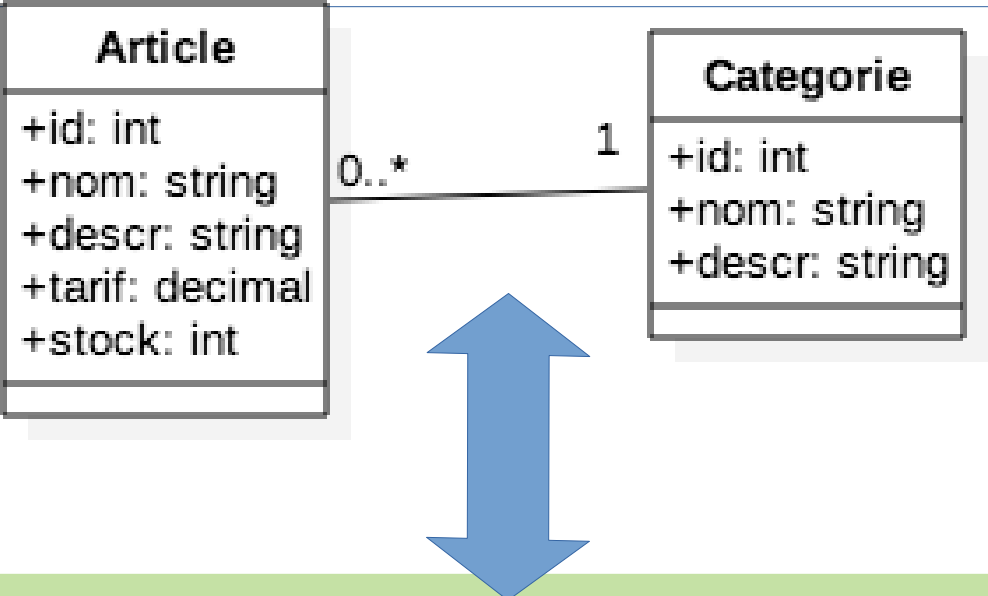 Article
+id: int
+nom: string
+descr: string
+tarif: decimal
+stock: int
0..*
1
Categorie
+id: int
+nom: string
+descr: string